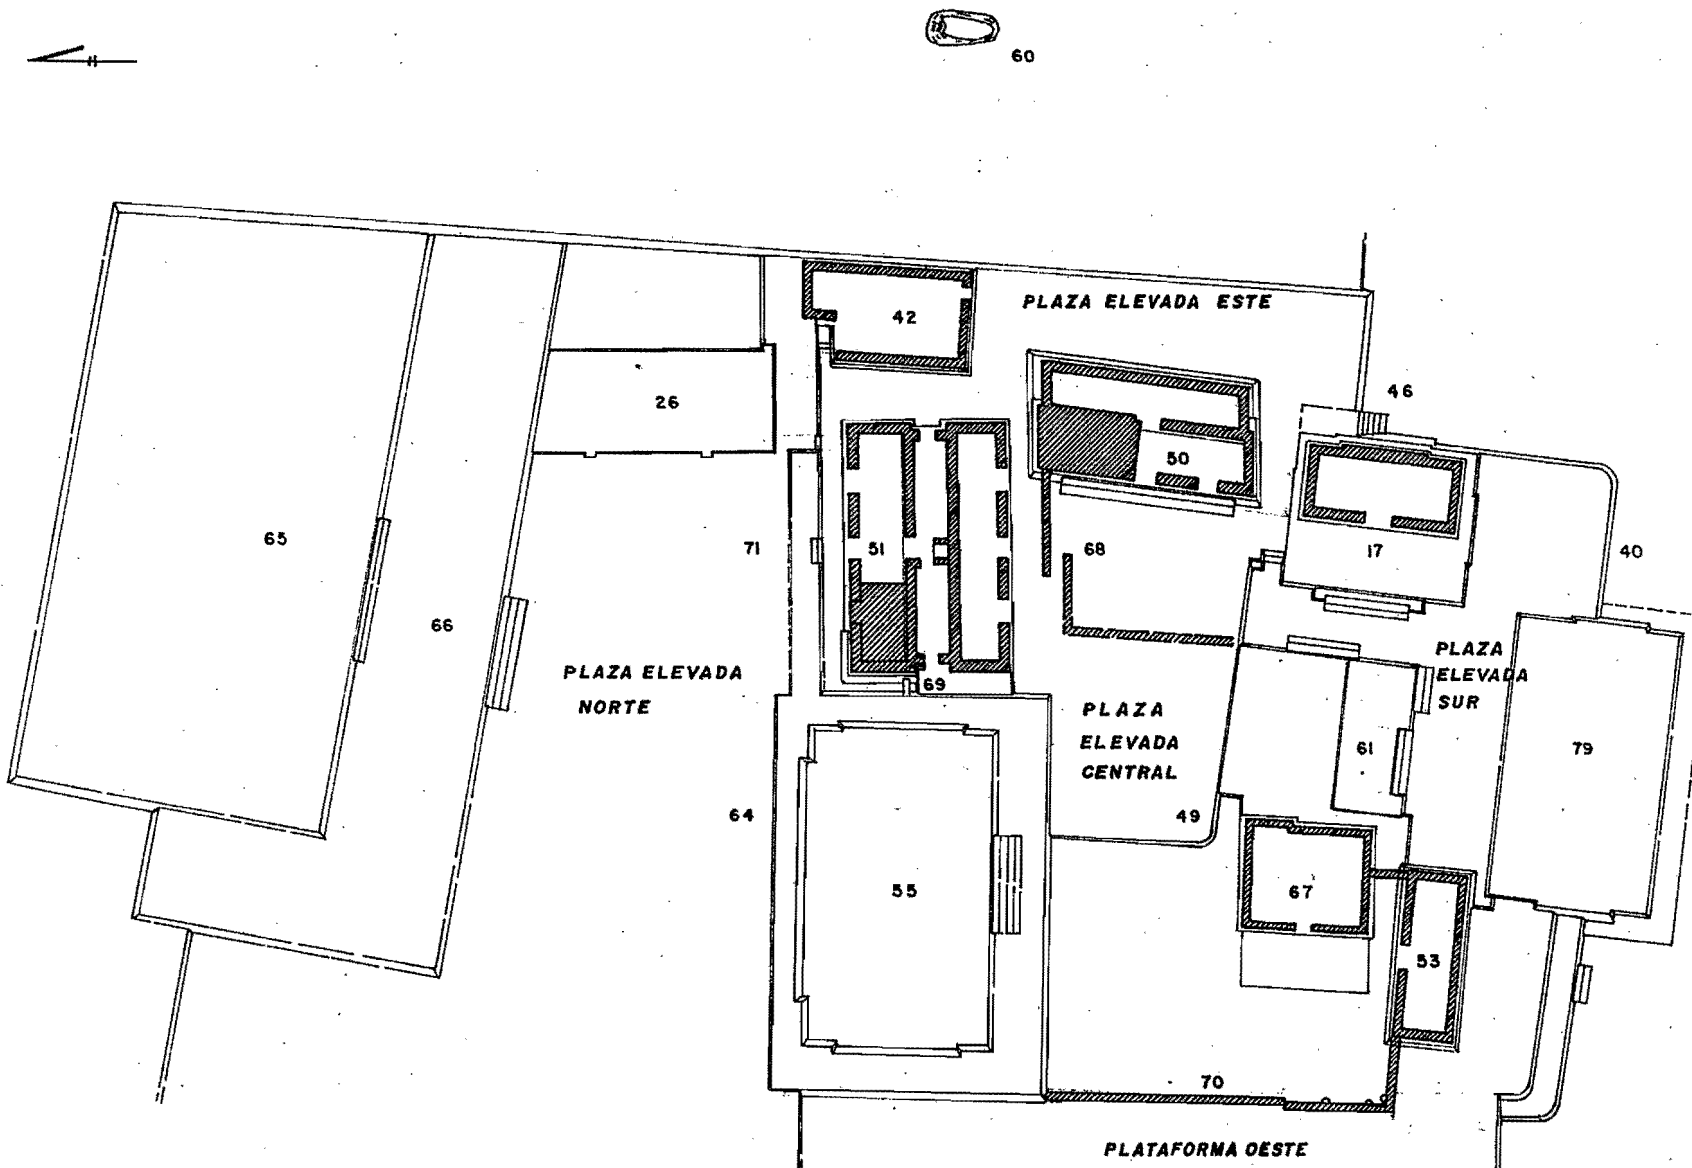 60
PLAZA ELEVADA ESTE
42
46
26
50
65
71
51
68
17
40
66
PLAZA ELEVADA
NORTE
69
PLAZA
ELEVADA
SUR
PLAZA
ELEVADA
CENTRAL
61
79
64
49
55
67
53
70
PLATAFORMA OESTE